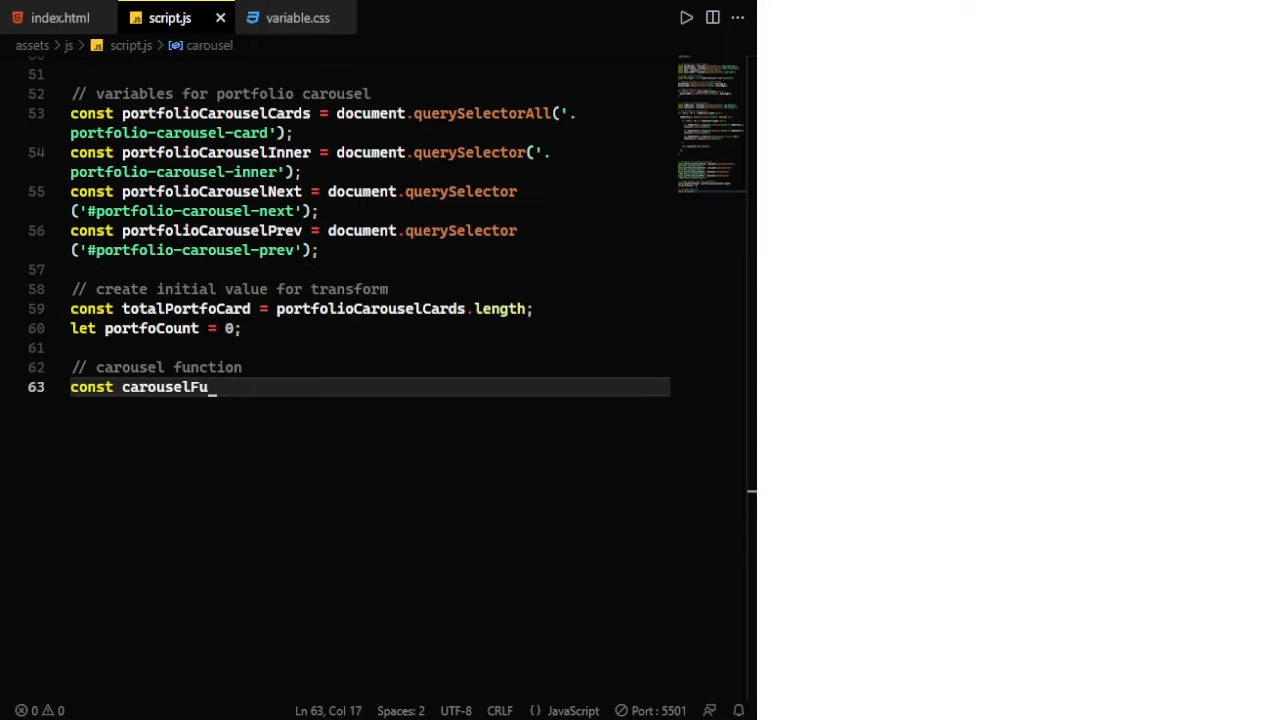 index.html script.js variable.css
assets > js > script.js > carousel
50
51
52 // variables for portfolio carousel
53 const portfolioCarouselCards = document.querySelectorAll('.
portfolio-carousel-card');
54 const portfolioCarouselInner = document.querySelector('.
portfolio-carousel-inner');
55 const portfolioCarouselNext = document.querySelector
('#portfolio-carousel-next');
56 const portfolioCarouselPrev = document.querySelector
('#portfolio-carousel-prev');
57
58 // create initial value for transform
59 const totalPortfoCard = portfolioCarouselCards.length;
60 let portfoCount = 0;
61
62 // carousel function
63 const carouselFu
0 0 Ln 63, Col 17 Spaces: 2 UTF-8 CRLF {} JavaScript Port : 5501